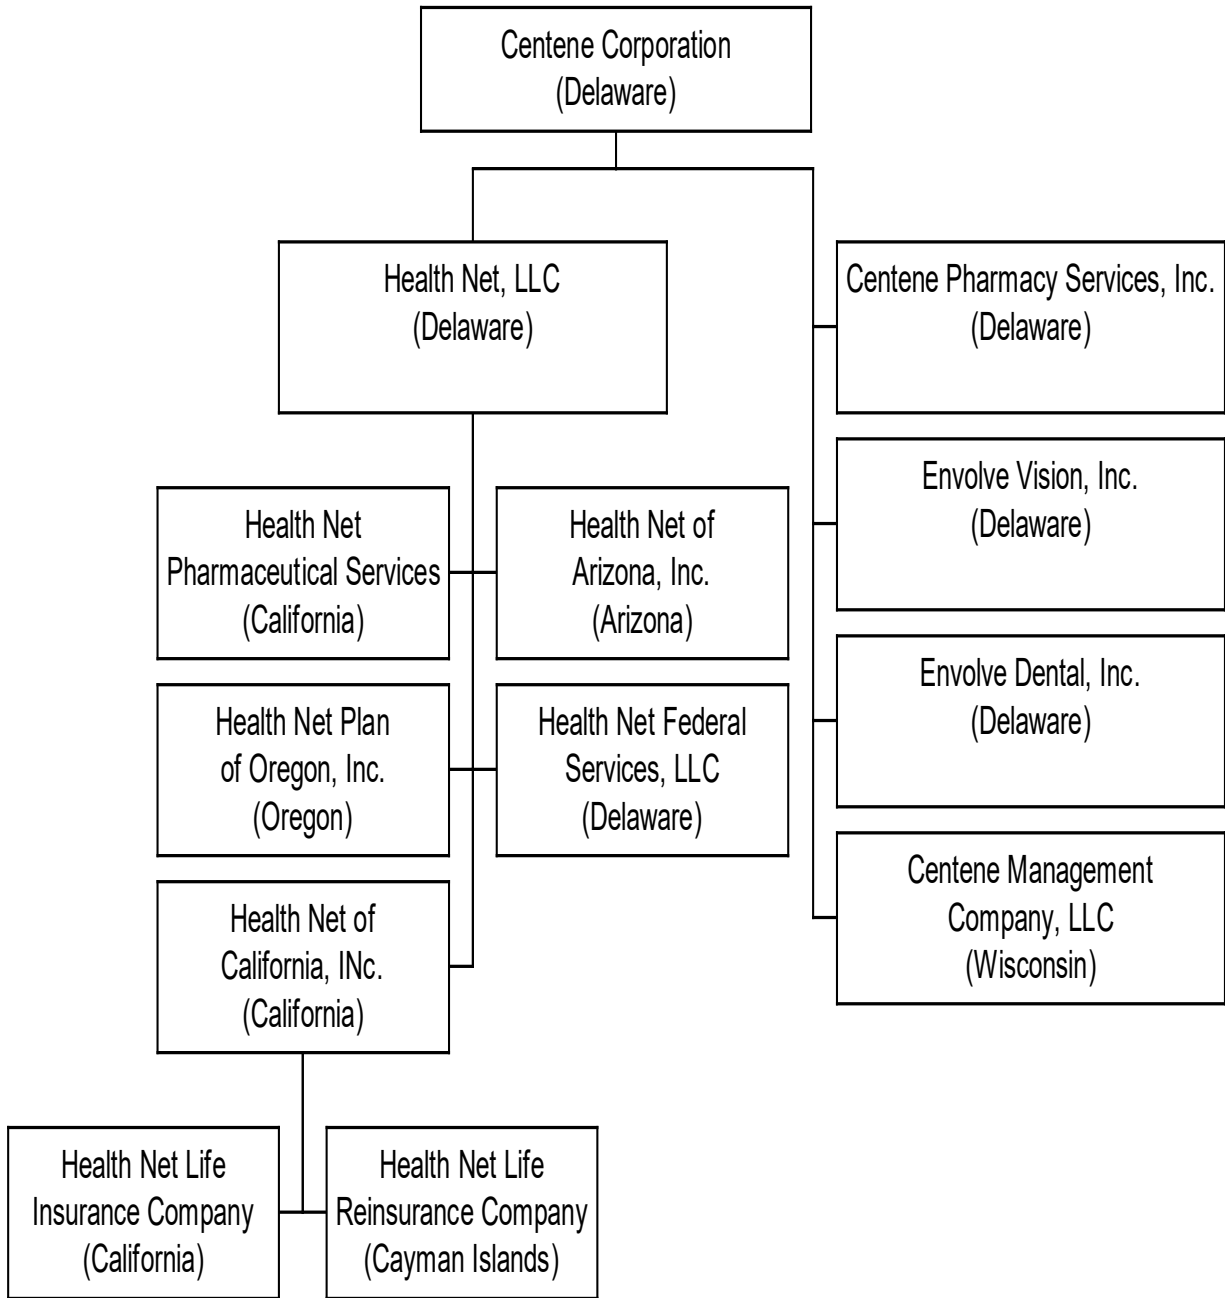 Centene Corporation
(Delaware)
Health Net, LLC
(Delaware)
Centene Pharmacy Services, Inc.
(Delaware)
Envolve Vision, Inc.
(Delaware)
Health Net
Pharmaceutical Services
(California)
Health Net of
Arizona, Inc.
(Arizona)
Envolve Dental, Inc.
(Delaware)
Health Net Plan
of Oregon, Inc.
(Oregon)
Health Net Federal
Services, LLC
(Delaware)
Centene Management
Company, LLC
(Wisconsin)
Health Net of
California, INc.
(California)
Health Net Life
Insurance Company
(California)
Health Net Life
Reinsurance Company
(Cayman Islands)